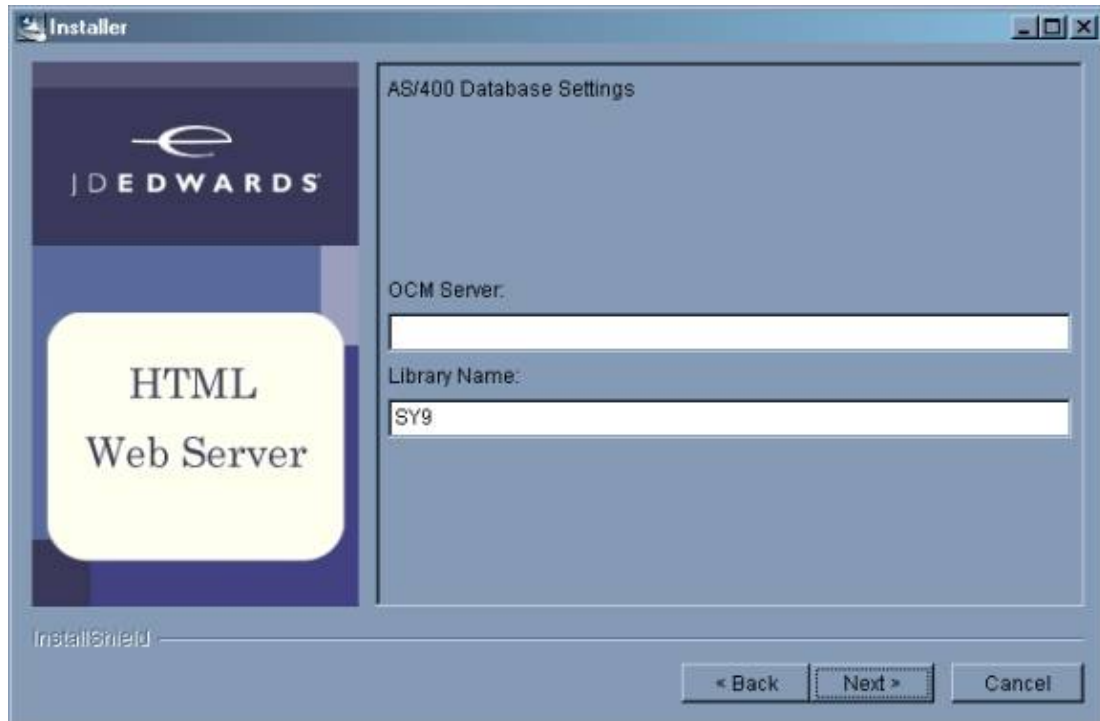 Installer
JDEDWARDS
HTML
Web Server
AS/400 Database Settings
OCM Server:
Library Name:
SY9
InstallShield
< Back
Next >
Cancel